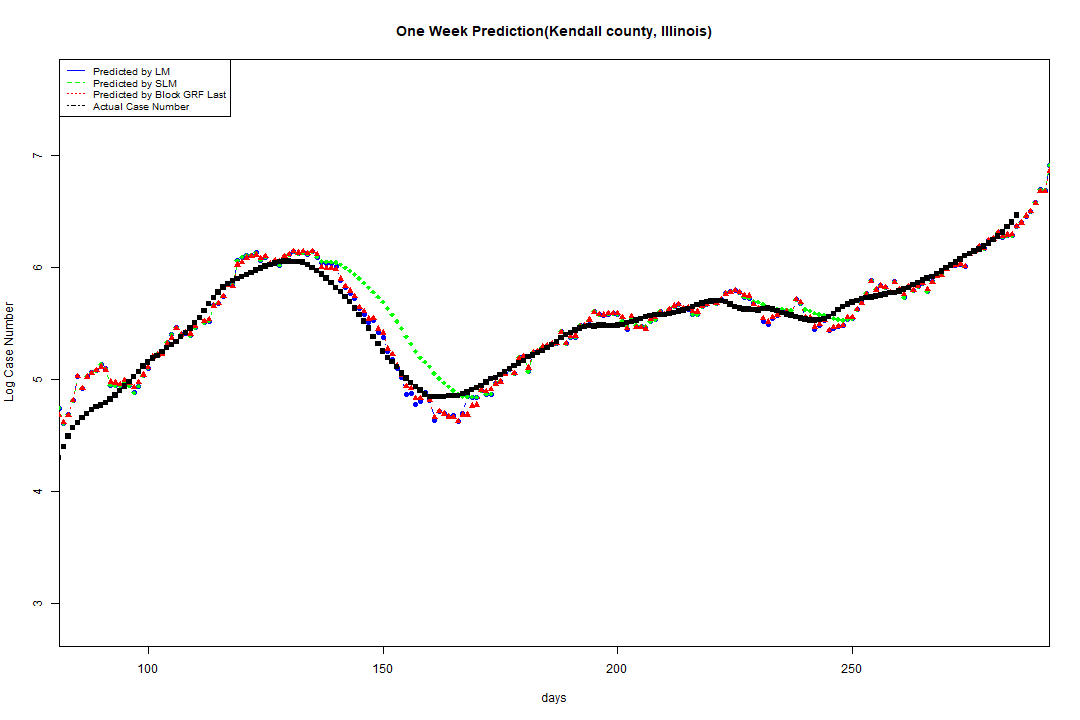 One Week Prediction(Kendall county, Illinois)
Predicted by LM
Predicted by SLM
Predicted by Block GRF Last
Actual Case Number
7
6
5
4
3
Log Case Number
100 150 200 250
days